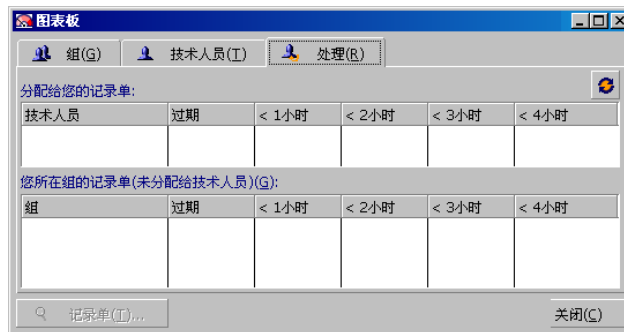 图表板
组(G) 技术人员(T) 处理(R)
分配给您的记录单:
技术人员 过期 < 1小时 < 2小时 < 3小时 < 4小时
您所在组的记录单(未分配给技术人员)(G):
组 过期 < 1小时 < 2小时 < 3小时 < 4小时
记录单(T)... 关闭(C)